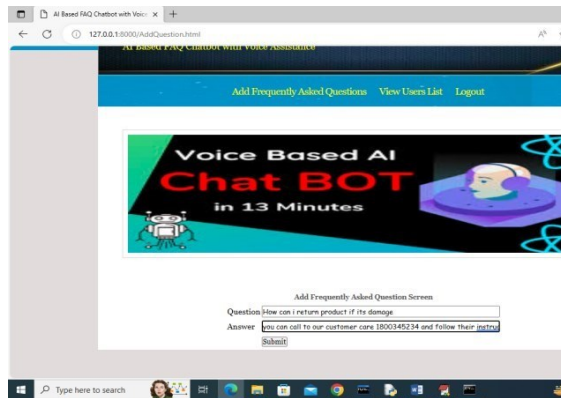 AI Based FAQ Chatbot with Voice
127.0.0.1:8000/AddQuestion.html
AI Based FAQ Chatbot with Voice Assistance
Add Frequently Asked Questions View Users List Logout
Voice Based AI
Chat BOT
in 13 Minutes
Add Frequently Asked Question Screen
Question How can i return product if its damage
Answer you can call to our customer care 1800345234 and follow their instruc
Submit
Type here to search